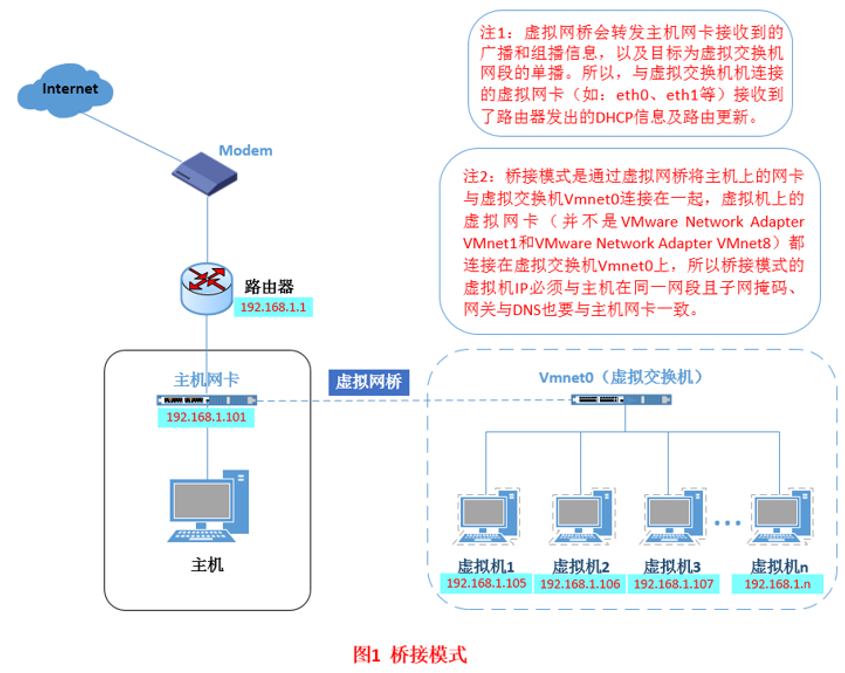 注1：虚拟网桥会转发主机网卡接收到的
广播和组播信息，以及目标为虚拟交换机
网段的单播。所以，与虚拟交换机机连接
的虚拟网卡（如：eth0、eth1等）接收到
了路由器发出的DHCP信息及路由更新。
Internet
Modem
注2：桥接模式是通过虚拟网桥将主机上的网卡
与虚拟交换机Vmnet0连接在一起，虚拟机上的
虚拟网卡（并不是VMware Network Adapter
VMnet1和VMware Network Adapter VMnet8）都
连接在虚拟交换机Vmnet0上，所以桥接模式的
虚拟机IP必须与主机在同一网段且子网掩码、
网关与DNS也要与主机网卡一致。
路由器
192.168.1.1
主机网卡
192.168.1.101
虚拟网桥
Vmnet0（虚拟交换机）
主机
虚拟机1
192.168.1.105
虚拟机2
192.168.1.106
虚拟机3
192.168.1.107
虚拟机n
192.168.1.n
图1 桥接模式